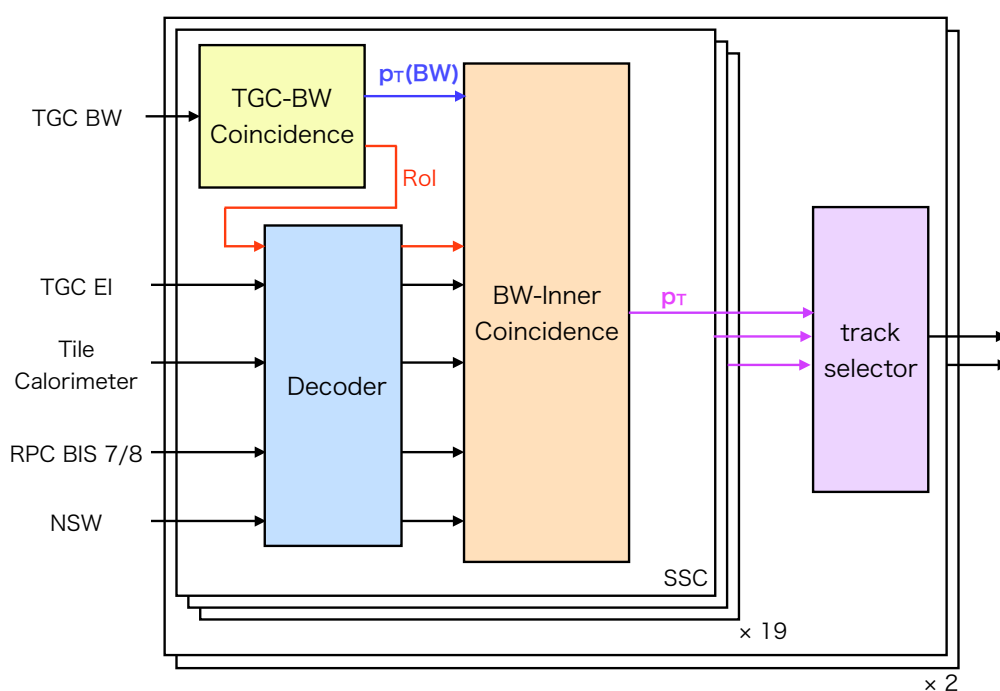 TGC BW
TGC-BW
Coincidence
pT(BW)
RoI
TGC EI
Tile
Calorimeter
RPC BIS 7/8
NSW
Decoder
BW-Inner
Coincidence
pT
track
selector
SSC
× 19
× 2